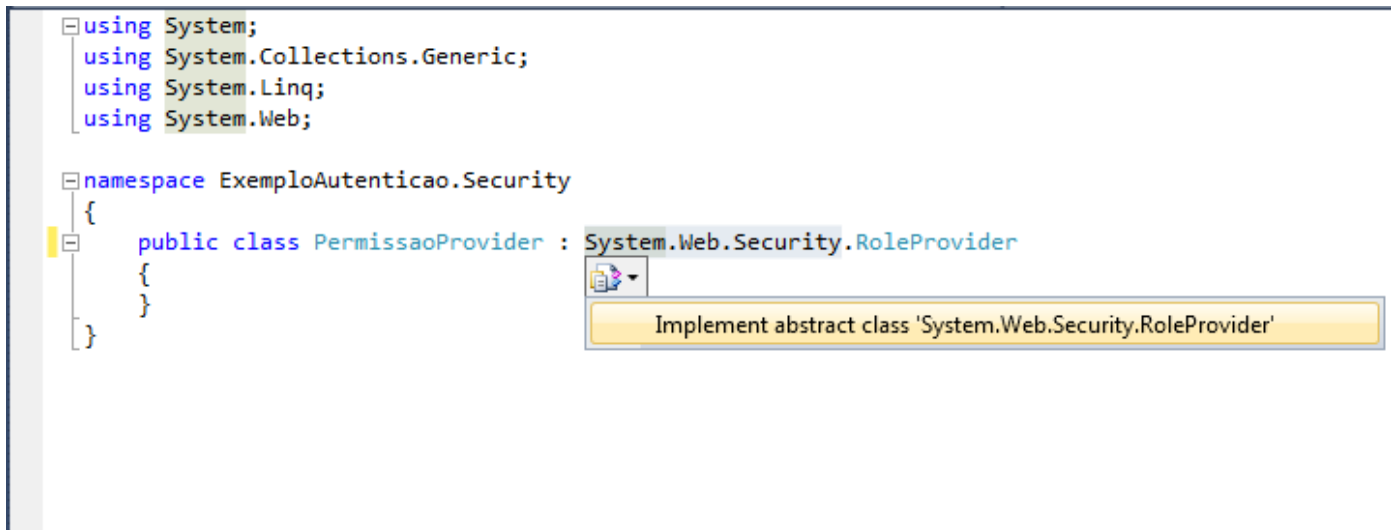 using System;
using System.Collections.Generic;
using System.Linq;
using System.Web;
namespace ExemploAutenticao.Security
{
public class PermissaoProvider : System.Web.Security.RoleProvider
{
}
}
Implement abstract class 'System.Web.Security.RoleProvider'